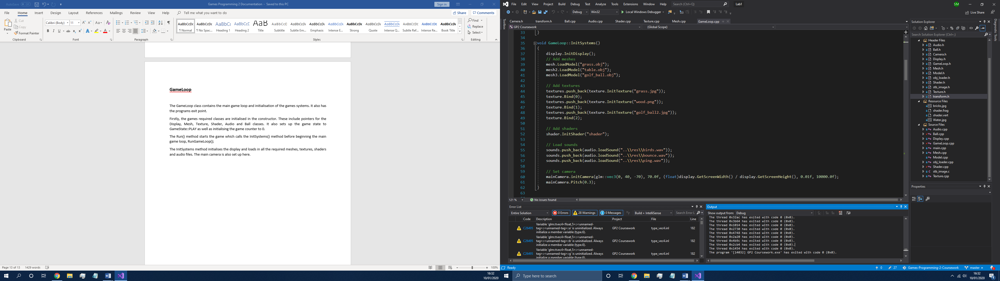 AutoSave Off
Games Programming 2 Documentation - Saved to this PC
Sign in
File Home Insert Design Layout References Mailings Review View Help Tell me what you want to do
Share Comments
Paste
Cut
Copy
Format Painter
Clipboard
Calibri (Body) 11
Font
Paragraph
AaBbCcDc AaBbCcDc AaBbCc AaBbCcD AaB AaBbCcD AaBbCcDc AaBbCcDc AaBbCcDc AaBbCcDc AaBbCcDc AaBbCcDc AABBCCDD AABBCCDD AaBbCcDc
¶ Normal ¶ No Spac... Heading 1 Heading 2 Title Subtitle Subtle Em... Emphasis Intense E... Strong Quote Intense Q... Subtle Ref... Intense Re... Book Title
Styles
Find
Replace
Select
Editing
GameLoop
The GameLoop class contains the main game loop and initialisation of the games systems. It also has
the programs exit point.
Firstly, the games required classes are initialised in the constructor. These include pointers for the
Display, Mesh, Texture, Shader, Audio and Ball classes. It also sets up the game state to
GameState::PLAY as well as initialising the game counter to 0.
The Run() method starts the game which calls the InitSystems() method before beginning the main
game loop, RunGameLoop();
The InitSystems method initialises the display and loads in all the required meshes, textures, shaders
and audio files. The main camera is also set up here.
Page 13 of 13 1429 words
100%
16:32
10/01/2020
File Edit View Project Build Debug Test Analyze Tools Extensions Window Help Search (Ctrl+Q) Lab1
SM
Debug Win32 Local Windows Debugger
Live Share
Toolbox
Camera.h transform.h Ball.cpp Audio.cpp Shader.cpp Texture.cpp Mesh.cpp GameLoop.cpp
GP2 Coursework (Global Scope)
33 }
34
35 void GameLoop::InitSystems()
36 {
37 display.InitDisplay();
38 // Add meshes
39 mesh.LoadModel("grass.obj");
40 mesh2.LoadModel("table.obj");
41 mesh3.LoadModel("golf_ball.obj");
42
43 // Add textures
44 textures.push_back(texture.InitTexture("grass.jpg"));
45 texture.Bind(0);
46 textures.push_back(texture.InitTexture("wood.png"));
47 texture.Bind(1);
48 textures.push_back(texture.InitTexture("golf_ball2.jpg"));
49 texture.Bind(2);
50
51 // Add shaders
52 shader.InitShader("shader");
53
54 // Load sounds
55 sounds.push_back(audio.loadSound("..\\res\\birds.wav"));
56 sounds.push_back(audio.loadSound("..\\res\\bounce.wav"));
57 sounds.push_back(audio.loadSound("..\\res\\ping.wav"));
58
59 // Set camera
60 mainCamera.initCamera(glm::vec3(0, 40, -70), 70.0f, (float)display.GetScreenWidth() / display.GetScreenHeight(), 0.01f, 10000.0f);
61 mainCamera.Pitch(0.3);
62 }
63
121 % No issues found
Error List
Entire Solution 0 Errors 28 Warnings 0 Messages Build + IntelliSense Search Error L
Code Description Project File Line
Variable 'glm::tvec4<float,5>::<unnamed-
C26495 tag>::<unnamed-tag>::a' is uninitialized. Always GP2 Coursework type_vec4.inl 182
initialize a member variable (type.6).
Variable 'glm::tvec4<float,5>::<unnamed-
C26495 tag>::<unnamed-tag>::b' is uninitialized. Always GP2 Coursework type_vec4.inl 182
initialize a member variable (type.6).
Variable 'glm::tvec4<float,5>::<unnamed-
C26495 tag>::<unnamed-tag>::g' is uninitialized. Always GP2 Coursework type_vec4.inl 182
initialize a member variable (type.6).
Output
Show output from: Debug
The thread 0x32ac has exited with code 0 (0x0).
The thread 0x3b64 has exited with code 0 (0x0).
The thread 0x1014 has exited with code 0 (0x0).
The thread 0x2730 has exited with code 0 (0x0).
The thread 0x4748 has exited with code 0 (0x0).
The thread 0x2a20 has exited with code 0 (0x0).
The thread 0x4b9c has exited with code 0 (0x0).
The thread 0x2cb4 has exited with code 0 (0x0).
The thread 0x1454 has exited with code 0 (0x0).
The program '[14032] GP2 Coursework.exe' has exited with code 0 (0x0).
Solution Explorer
Search Solution Explorer (Ctrl+;)
Header Files
Audio.h
Ball.h
Camera.h
Display.h
GameLoop.h
Mesh.h
Model.h
obj_loader.h
Shader.h
stb_image.h
Texture.h
transform.h
Resource Files
bricks.jpg
shader.frag
shader.vert
Water.jpg
Source Files
Audio.cpp
Ball.cpp
Display.cpp
GameLoop.cpp
main.cpp
Mesh.cpp
Model.cpp
obj_loader.cpp
Shader.cpp
stb_image.c
Texture.cpp
Properties
Diagnostic Tools
Ready
0 27 Games-Programming-2-Coursework master 1
Type here to search
16:32
10/01/2020
4